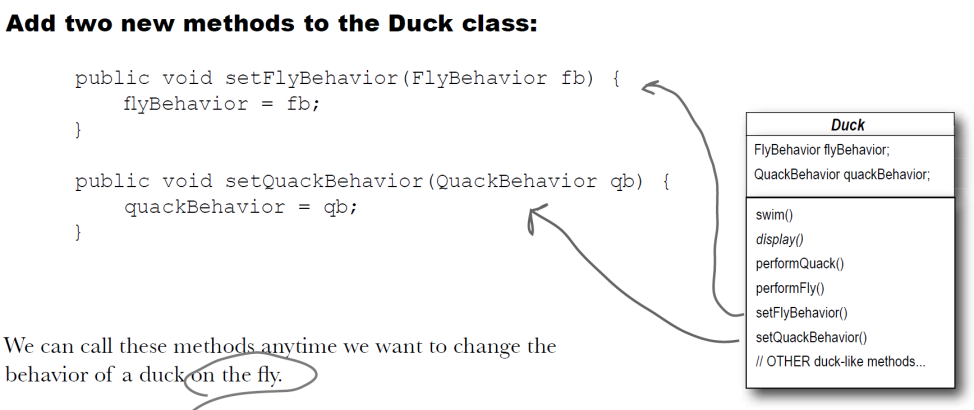 Add two new methods to the Duck class:
public void setFlyBehavior(FlyBehavior fb) {
flyBehavior = fb;
}
public void setQuackBehavior(QuackBehavior qb) {
quackBehavior = qb;
}
We can call these methods anytime we want to change the
behavior of a duck on the fly.
Duck
FlyBehavior flyBehavior;
QuackBehavior quackBehavior;
swim()
display()
performQuack()
performFly()
setFlyBehavior()
setQuackBehavior()
// OTHER duck-like methods...